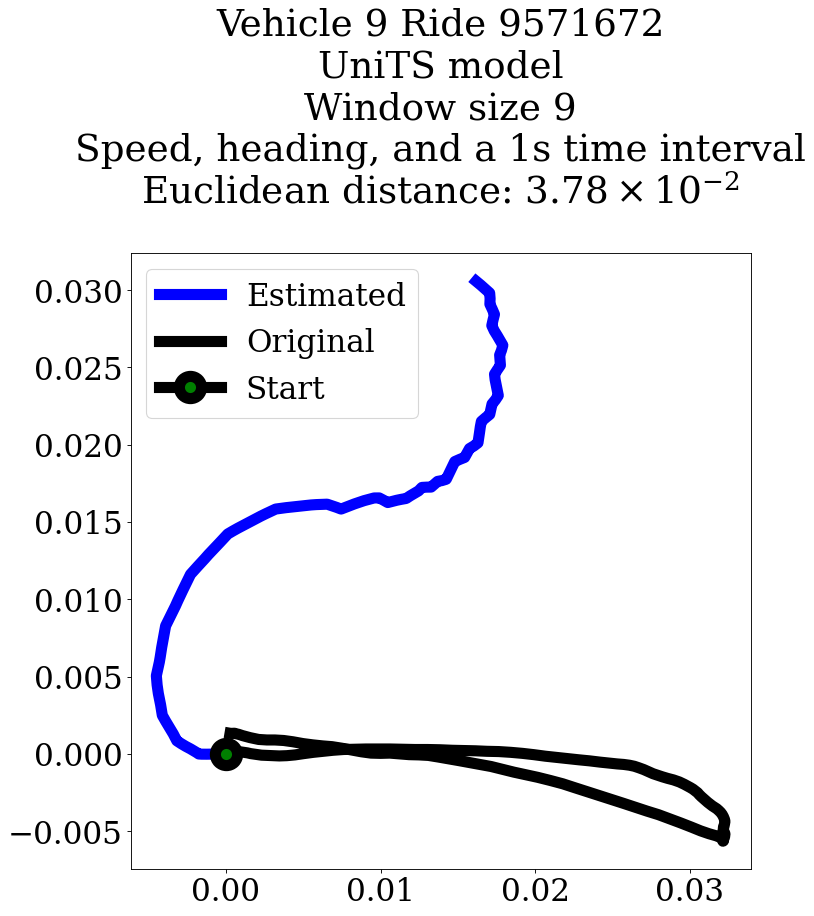 Vehicle 9 Ride 9571672
UniTS model
Window size 9
Speed, heading, and a 1s time interval
Euclidean distance: 3.78 × 10⁻²
Estimated
Original
Start
0.030
0.025
0.020
0.015
0.010
0.005
0.000
−0.005
0.00 0.01 0.02 0.03